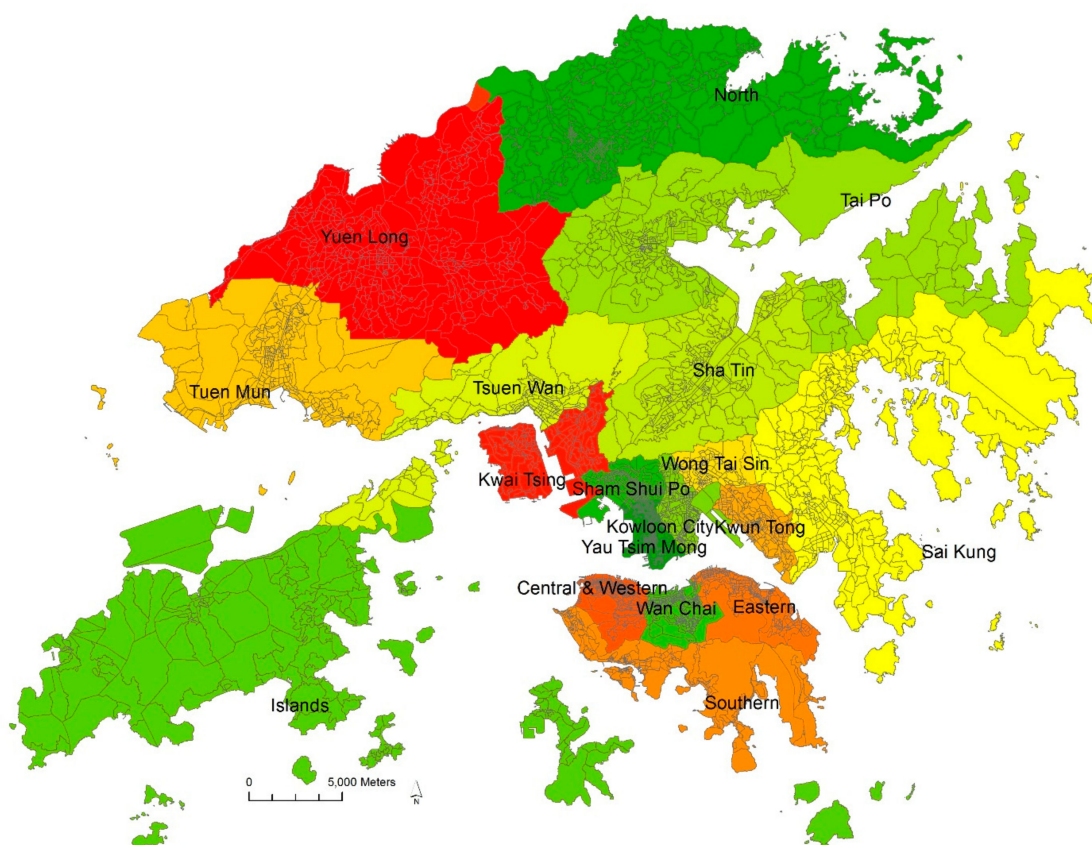 North
Tai Po
Yuen Long
Sha Tin
Tsuen Wan
Tuen Mun
Wong Tai Sin
Kwai Tsing
Sham Shui Po
Kowloon City
Kwun Tong
Yau Tsim Mong
Sai Kung
Central & Western
Wan Chai
Eastern
Islands
Southern
0 5,000 Meters
N